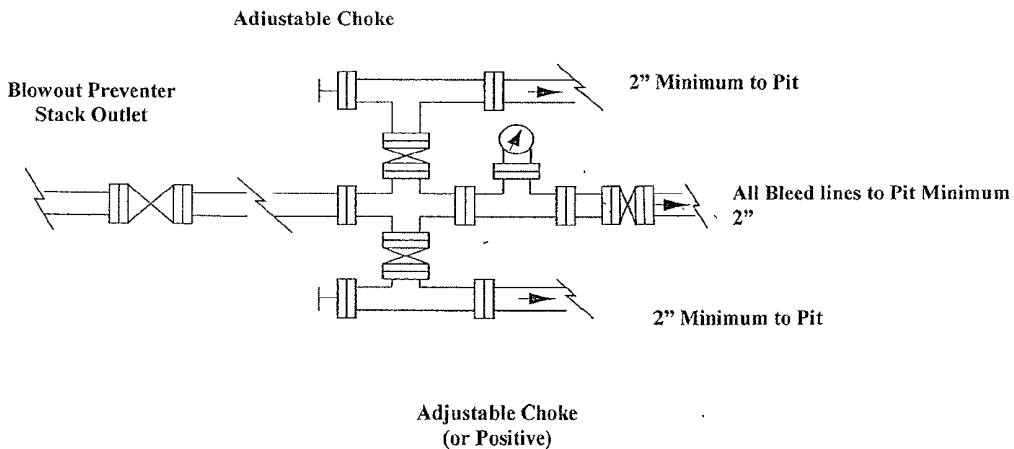 Adjustable Choke
Blowout Preventer
Stack Outlet
2” Minimum to Pit
All Bleed lines to Pit Minimum
2”
2” Minimum to Pit
Adjustable Choke
(or Positive)